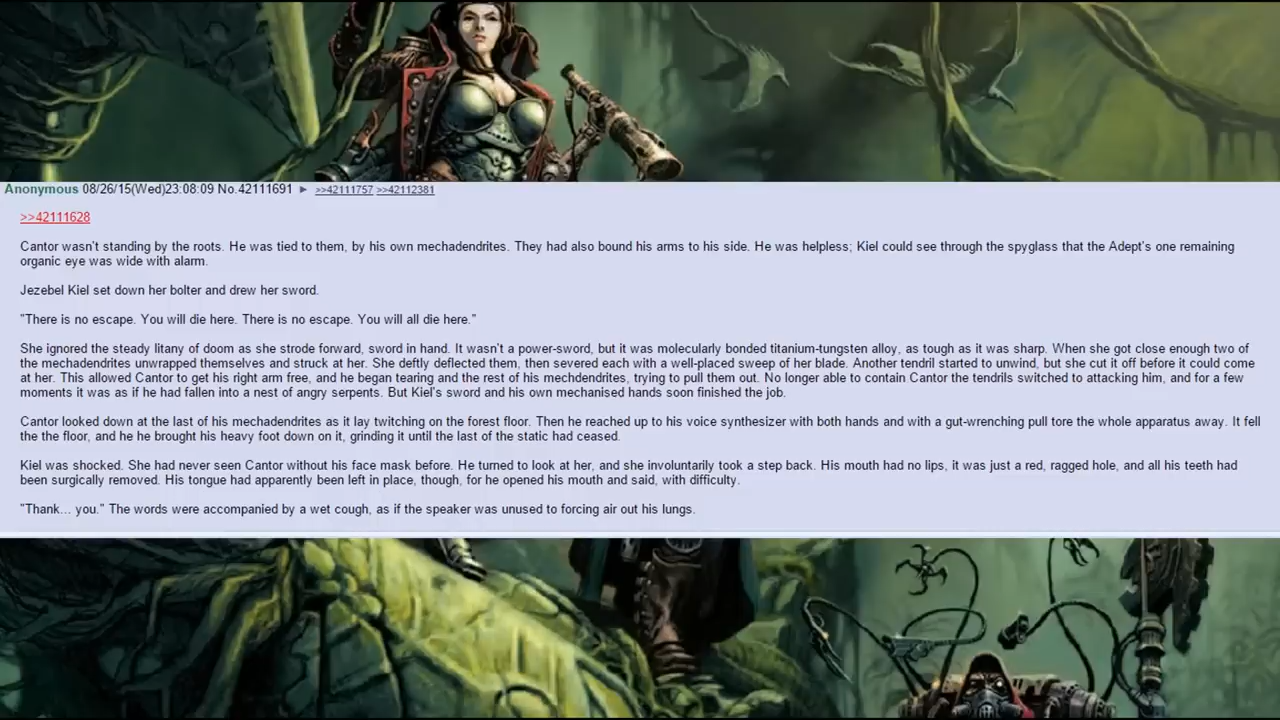 Anonymous 08/26/15(Wed)23:08:09 No.42111691 ► >>42111757 >>42112381
>>42111628
Cantor wasn't standing by the roots. He was tied to them, by his own mechadendrites. They had also bound his arms to his side. He was helpless; Kiel could see through the spyglass that the Adept's one remaining
organic eye was wide with alarm.
Jezebel Kiel set down her bolter and drew her sword.
"There is no escape. You will die here. There is no escape. You will all die here."
She ignored the steady litany of doom as she strode forward, sword in hand. It wasn't a power-sword, but it was molecularly bonded titanium-tungsten alloy, as tough as it was sharp. When she got close enough two of
the mechadendrites unwrapped themselves and struck at her. She deftly deflected them, then severed each with a well-placed sweep of her blade. Another tendril started to unwind, but she cut it off before it could come
at her. This allowed Cantor to get his right arm free, and he began tearing and the rest of his mechdendrites, trying to pull them out. No longer able to contain Cantor the tendrils switched to attacking him, and for a few
moments it was as if he had fallen into a nest of angry serpents. But Kiel's sword and his own mechanised hands soon finished the job.
Cantor looked down at the last of his mechadendrites as it lay twitching on the forest floor. Then he reached up to his voice synthesizer with both hands and with a gut-wrenching pull tore the whole apparatus away. It fell
the the floor, and he he brought his heavy foot down on it, grinding it until the last of the static had ceased.
Kiel was shocked. She had never seen Cantor without his face mask before. He turned to look at her, and she involuntarily took a step back. His mouth had no lips, it was just a red, ragged hole, and all his teeth had
been surgically removed. His tongue had apparently been left in place, though, for he opened his mouth and said, with difficulty.
"Thank... you." The words were accompanied by a wet cough, as if the speaker was unused to forcing air out his lungs.